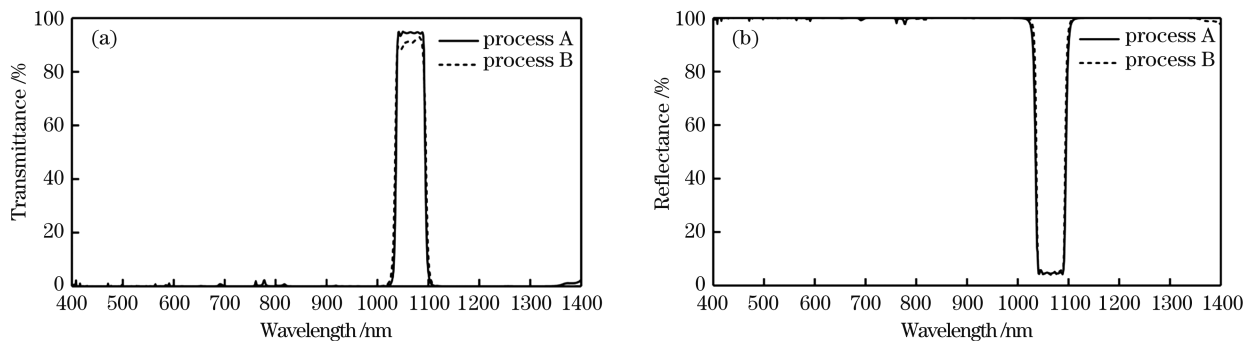 100
80
60
40
20
0
Transmittance /%
(a)
process A
process B
400 500 600 700 800 900 1000 1100 1200 1300 1400
Wavelength /nm
100
80
60
40
20
0
Reflectance /%
(b)
process A
process B
400 500 600 700 800 900 1000 1100 1200 1300 1400
Wavelength /nm